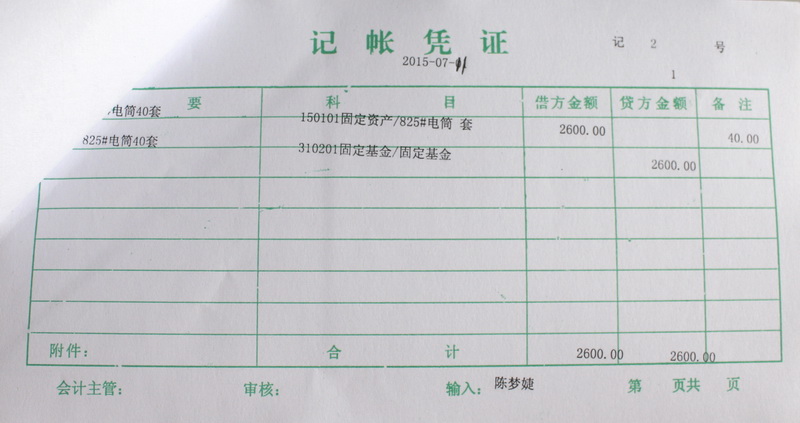 记帐凭证
记 2 号
2015-07-11
1
要 科目 借方金额 贷方金额 备注
电筒40套 150101固定资产/825#电筒 套 2600.00 40.00
825#电筒40套 310201固定基金/固定基金 2600.00
附件: 合计 2600.00 2600.00
会计主管: 审核: 输入: 陈梦婕 第 页共 页